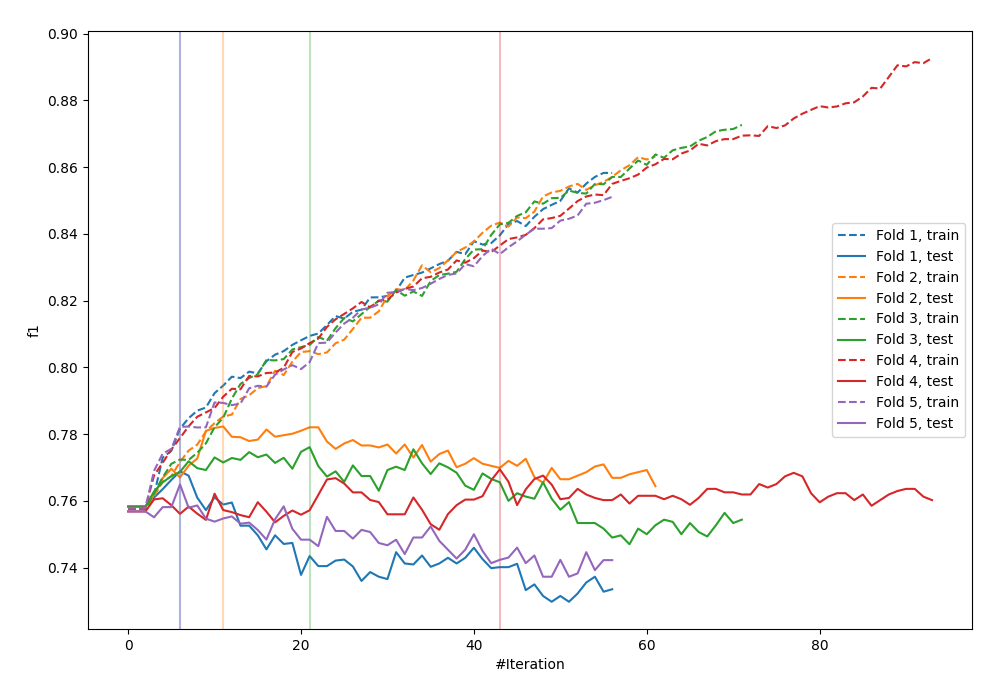 0.90
0.88
0.86
0.84
0.82
0.80
0.78
0.76
0.74
f1
0
20
40
60
80
#Iteration
Fold 1, train
Fold 1, test
Fold 2, train
Fold 2, test
Fold 3, train
Fold 3, test
Fold 4, train
Fold 4, test
Fold 5, train
Fold 5, test